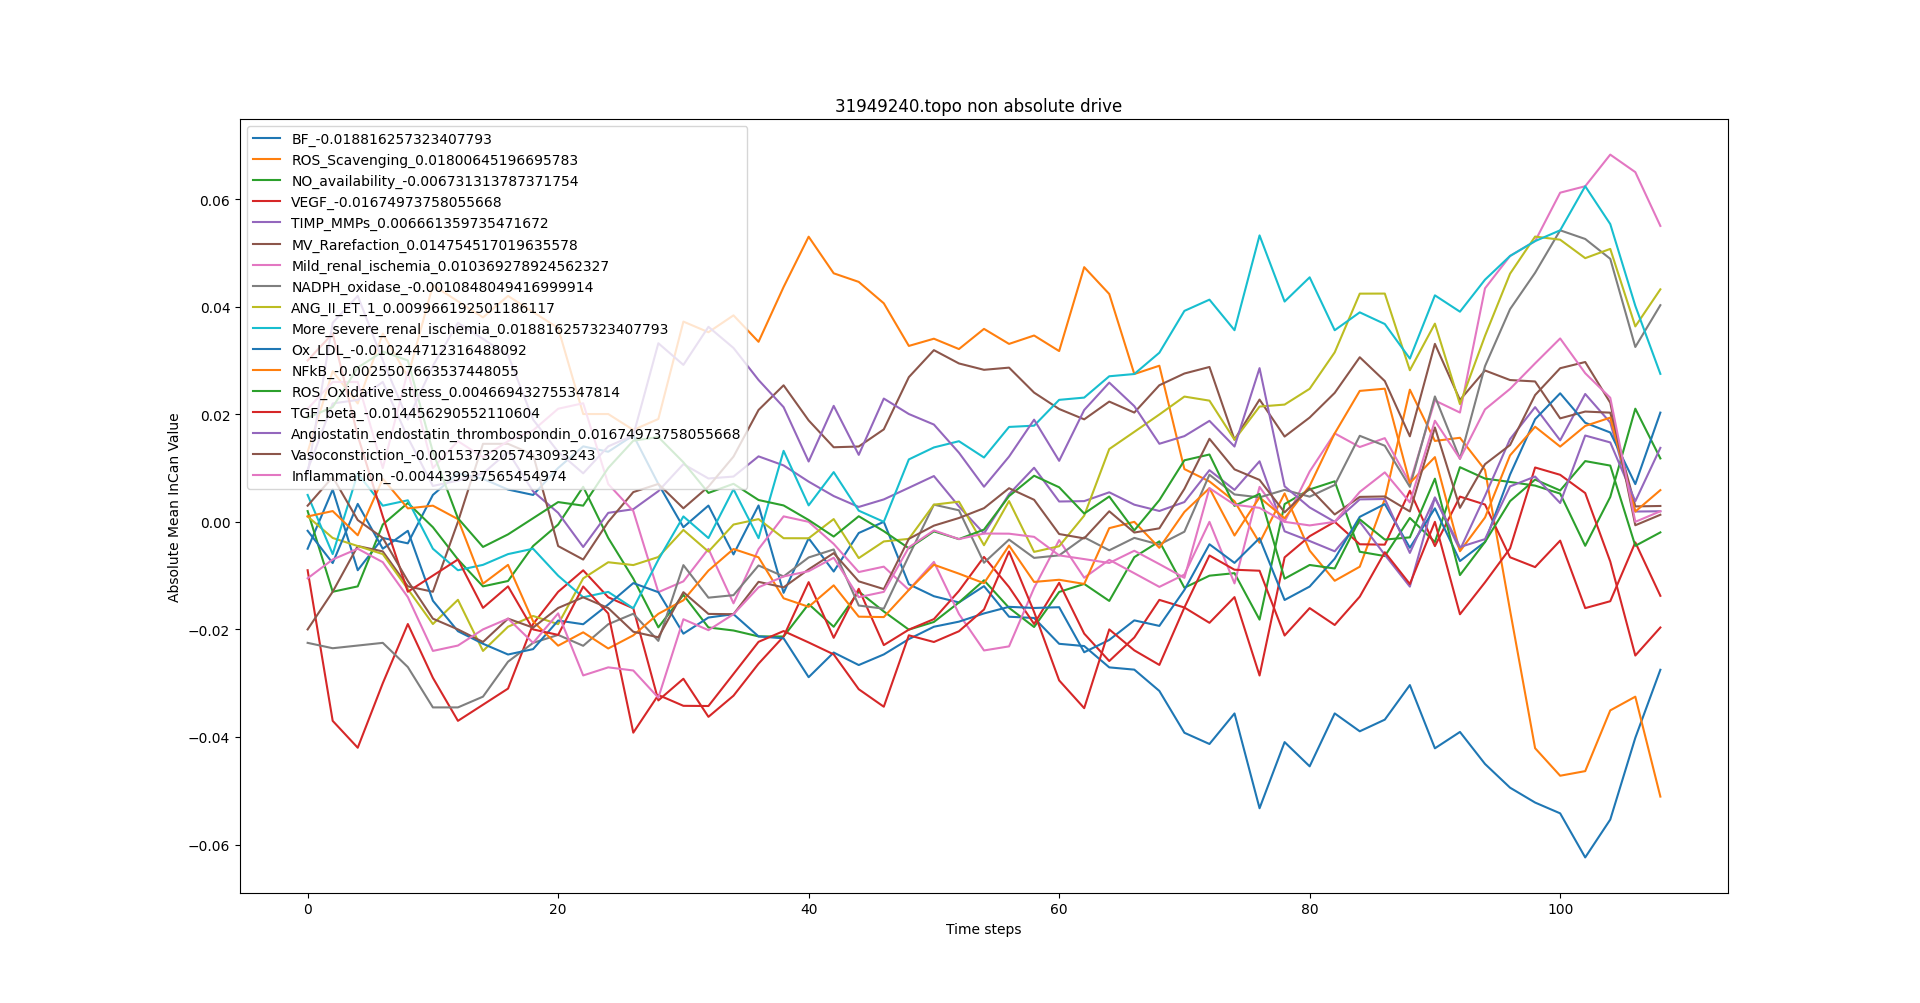 31949240.topo non absolute drive
BF_-0.018816257323407793
ROS_Scavenging_0.01800645196695783
NO_availability_-0.006731313787371754
VEGF_-0.01674973758055668
TIMP_MMPs_0.006661359735471672
MV_Rarefaction_0.014754517019635578
Mild_renal_ischemia_0.010369278924562327
NADPH_oxidase_-0.0010848049416999914
ANG_II_ET_1_0.009966192501186117
More_severe_renal_ischemia_0.018816257323407793
Ox_LDL_-0.010244712316488092
NFkB_-0.0025507663537448055
ROS_Oxidative_stress_0.004669432755347814
TGF_beta_-0.0144562905521110604
Angiostatin_endostatin_thrombospondin_0.01674973758055668
Vasoconstriction_-0.0015373205743093243
Inflammation_-0.004439937565454974
Absolute Mean InCan Value
0.06
0.04
0.02
0.00
−0.02
−0.04
−0.06
0 20 40 60 80 100
Time steps